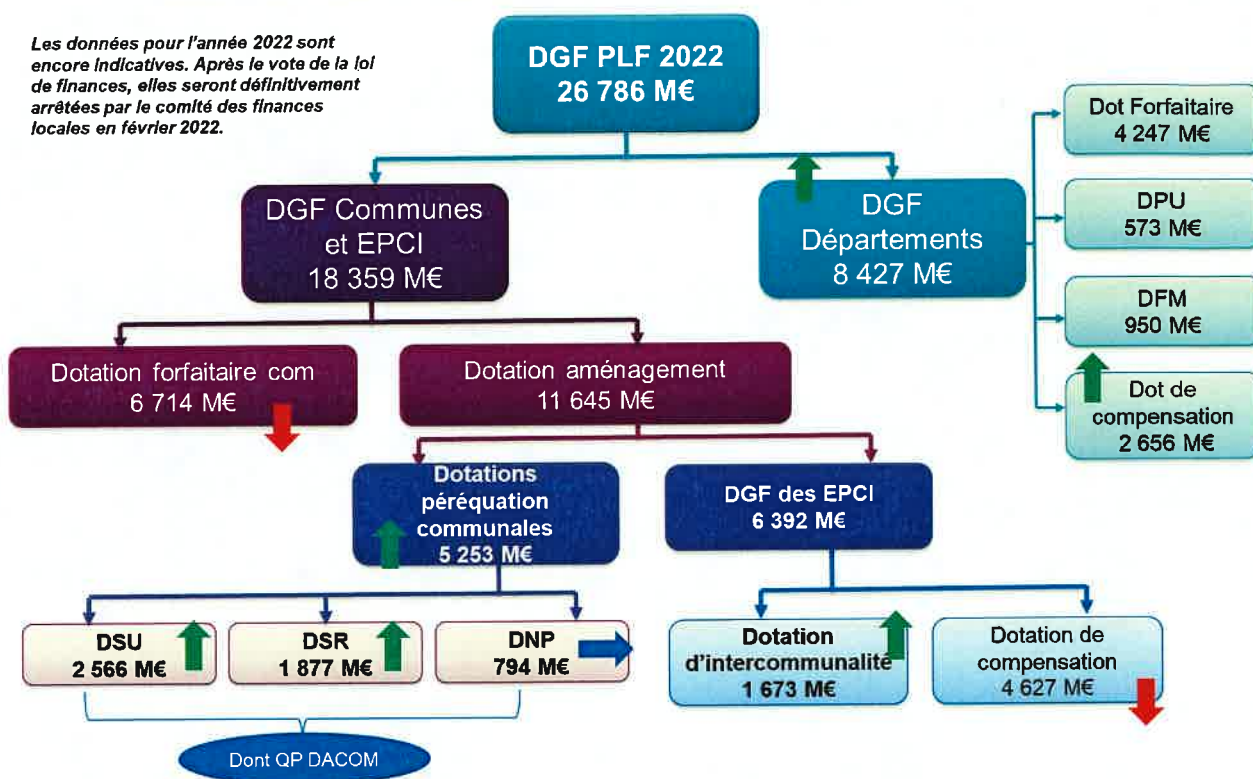 Les données pour l'année 2022 sont
encore indicatives. Après le vote de la loi
de finances, elles seront définitivement
arrêtées par le comité des finances
locales en février 2022.
DGF PLF 2022
26 786 M€
Dot Forfaitaire
4 247 M€
DPU
573 M€
DFM
950 M€
Dot de
compensation
2 656 M€
DGF Communes
et EPCI
18 359 M€
DGF
Départements
8 427 M€
Dotation forfaitaire com
6 714 M€
Dotation aménagement
11 645 M€
Dotations
péréquation
communales
5 253 M€
DGF des EPCI
6 392 M€
DSU
2 566 M€
DSR
1 877 M€
DNP
794 M€
Dotation
d'intercommunalité
1 673 M€
Dotation de
compensation
4 627 M€
Dont QP DACOM